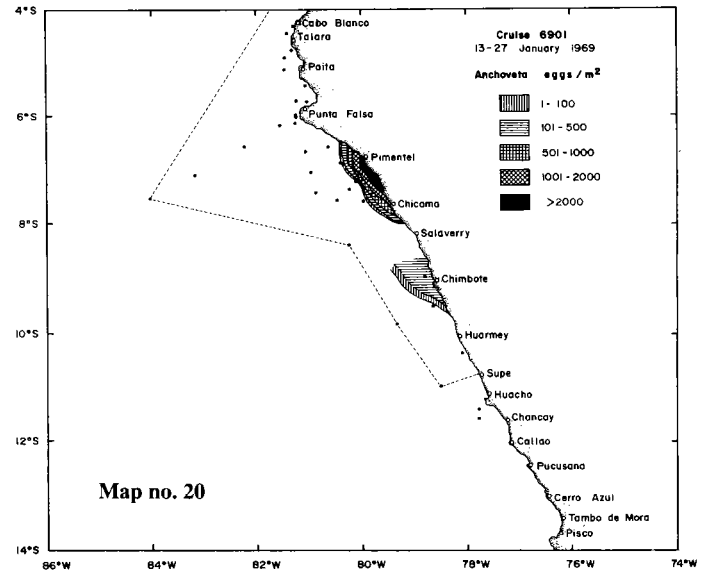 4°S
Cabo Blanco
Talara
Paita
Cruise 6901
13-27 January 1969
Anchoveta eggs/m²
6°S
Punta Falsa
1-100
101-500
501-1000
1001-2000
>2000
Pimentel
Chicama
8°S
Salaverry
Chimbote
10°S
Huarmey
Supe
Huacho
Chancay
12°S
Callao
Pucusana
Map no. 20
Cerro Azul
Tambo de Mora
Pisco
14°S
86°W
84°W
82°W
80°W
78°W
76°W
74°W